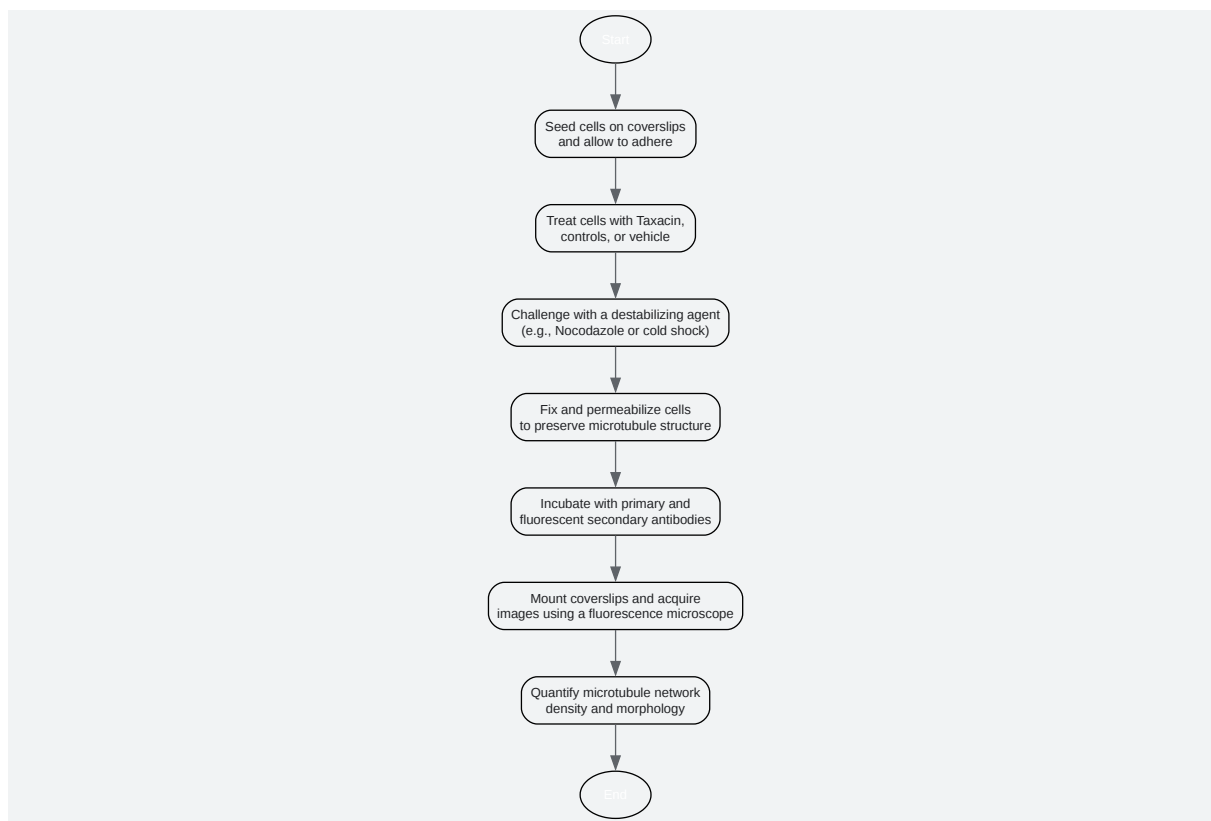 Start
Seed cells on coverslips
and allow to adhere
Treat cells with Taxacin,
controls, or vehicle
Challenge with a destabilizing agent
(e.g., Nocodazole or cold shock)
Fix and permeabilize cells
to preserve microtubule structure
Incubate with primary and
fluorescent secondary antibodies
Mount coverslips and acquire
images using a fluorescence microscope
Quantify microtubule network
density and morphology
End